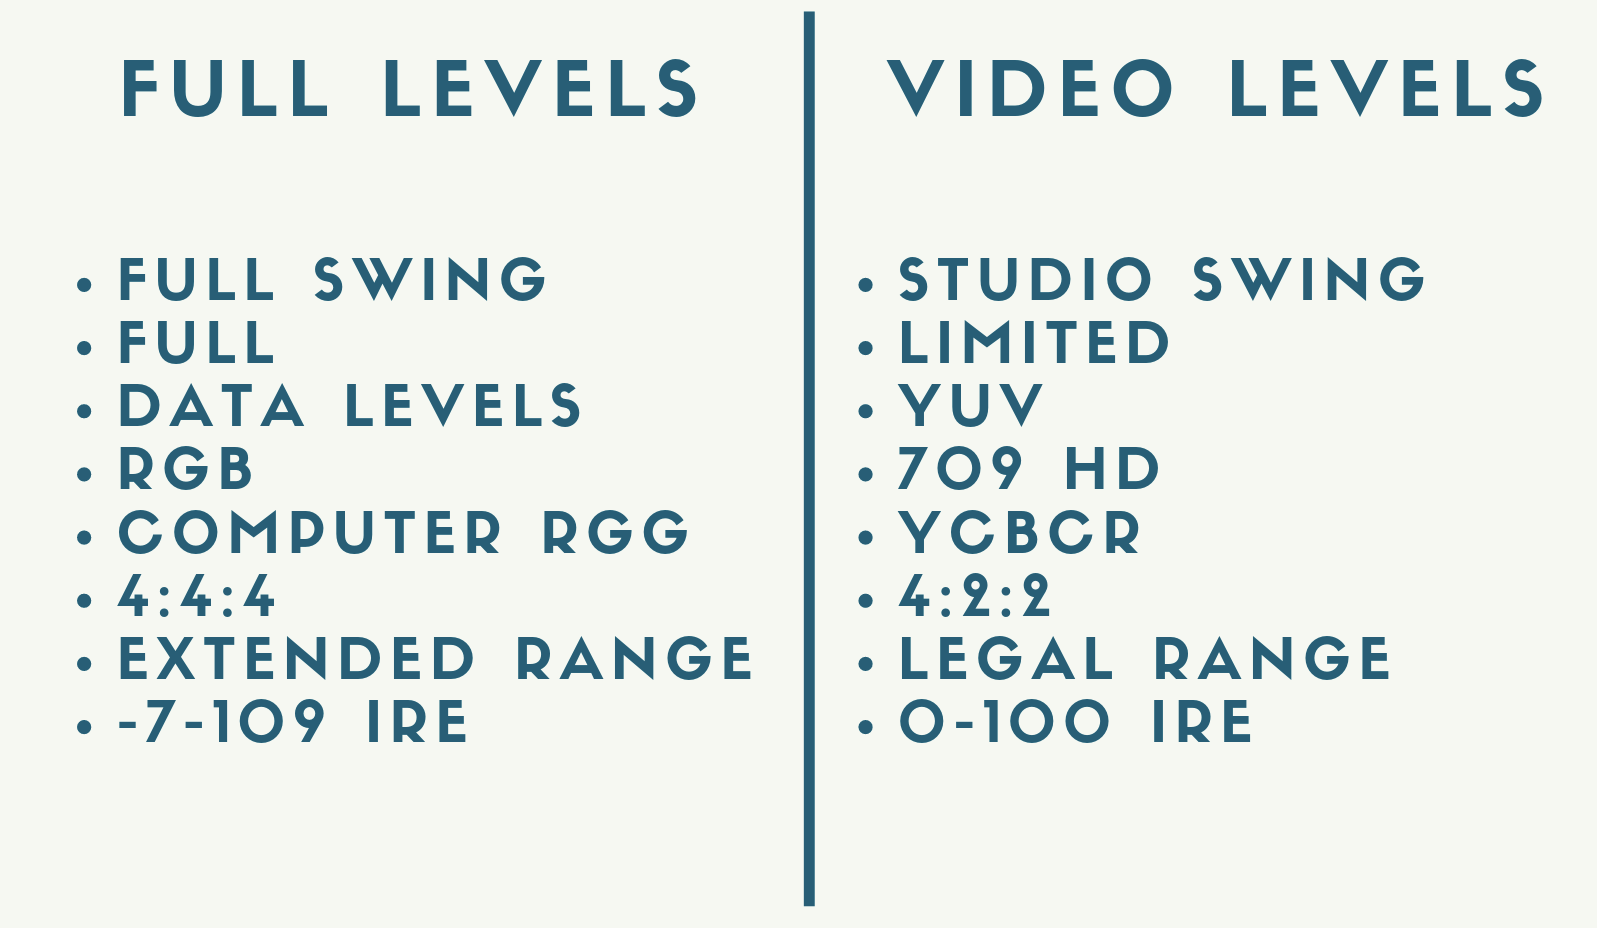 FULL LEVELS
• FULL SWING
• FULL
• DATA LEVELS
• RGB
• COMPUTER RGG
• 4:4:4
• EXTENDED RANGE
• -7-109 IRE
VIDEO LEVELS
• STUDIO SWING
• LIMITED
• YUV
• 709 HD
• YCBCR
• 4:2:2
• LEGAL RANGE
• 0-100 IRE